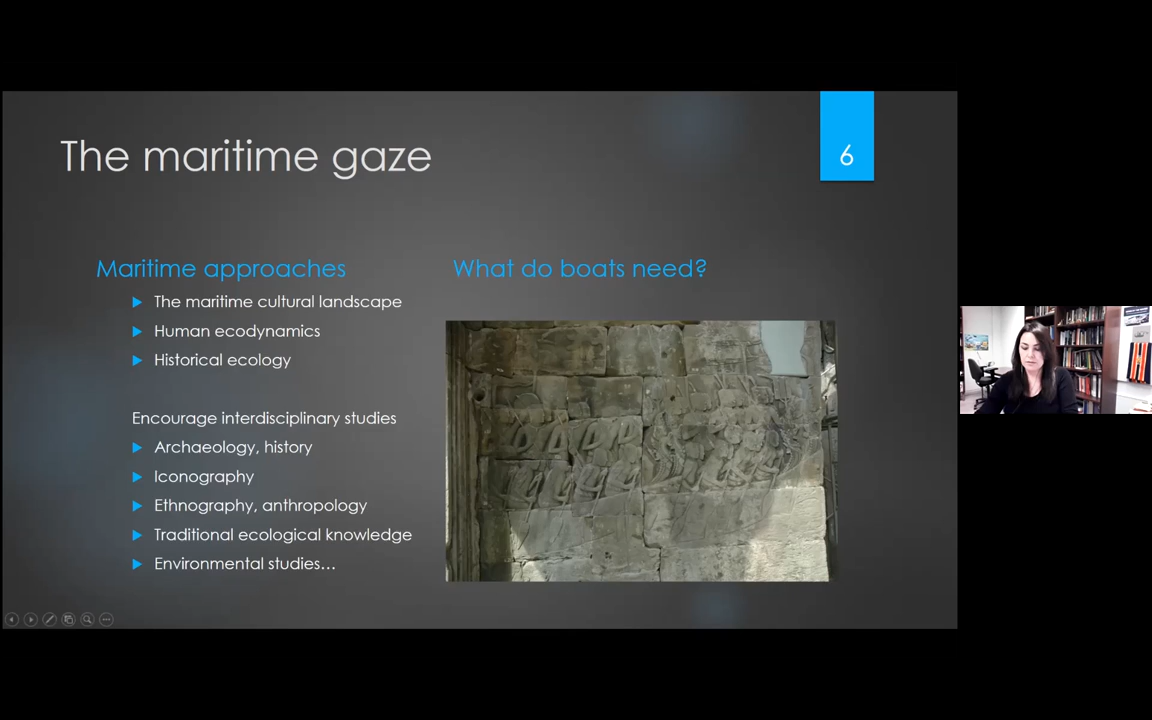 The maritime gaze
6
Maritime approaches
The maritime cultural landscape
Human ecodynamics
Historical ecology
Encourage interdisciplinary studies
Archaeology, history
Iconography
Ethnography, anthropology
Traditional ecological knowledge
Environmental studies…
What do boats need?